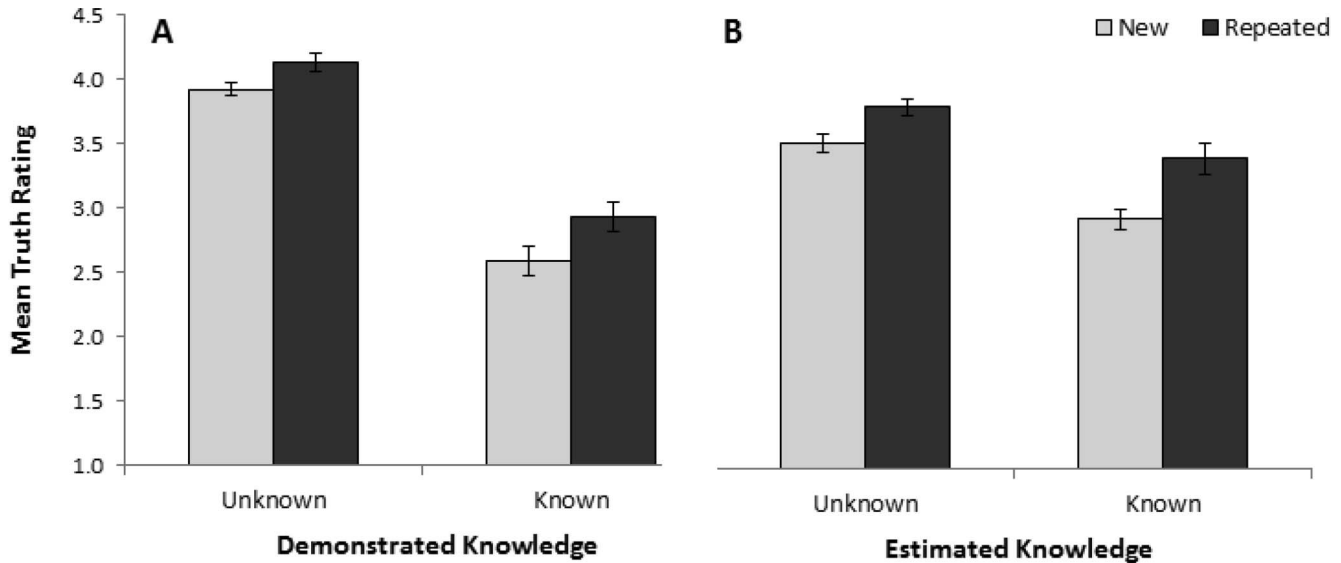 A
B
New Repeated
Mean Truth Rating
4.5
4.0
3.5
3.0
2.5
2.0
1.5
1.0
Unknown Known
Unknown Known
Demonstrated Knowledge
Estimated Knowledge